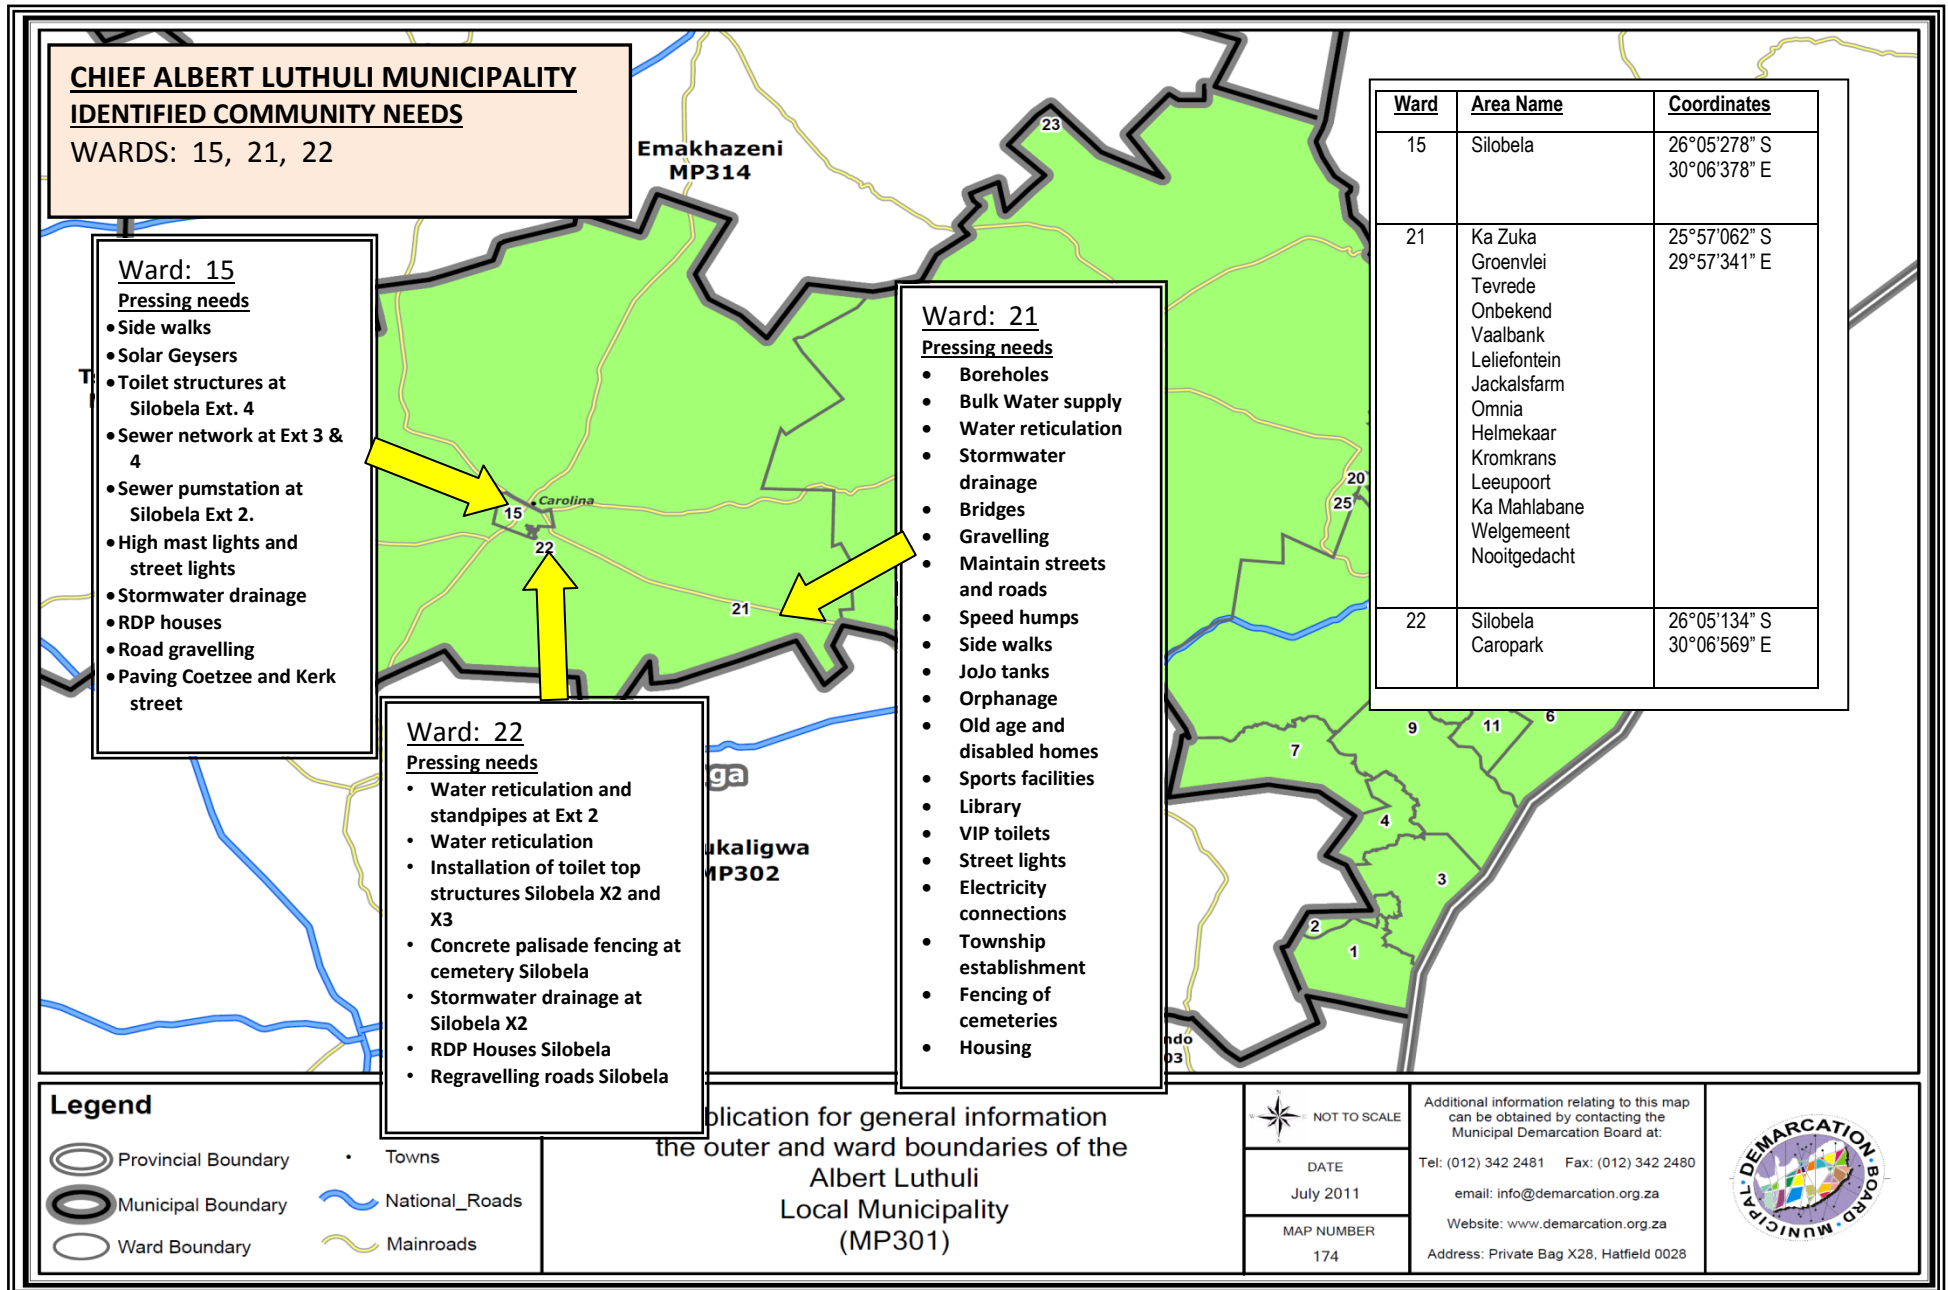 CHIEF ALBERT LUTHULI MUNICIPALITY
IDENTIFIED COMMUNITY NEEDS
WARDS: 15, 21, 22
Emakhazeni
MP314
23
Ward Area Name Coordinates
15 Silobela 26°05'278” S
30°06'378” E
21 Ka Zuka 25°57'062” S
Groenvlei 29°57'341” E
Tevrede
Onbekend
Vaalbank
Leliefontein
Jackalsfarm
Omnia
Helmekaar
Kromkrans
Leeupoort
Ka Mahlabane
Welgemeent
Nooitgedacht
22 Silobela 26°05'134” S
Caropark 30°06'569” E
Ward: 15
Pressing needs
• Side walks
• Solar Geysers
• Toilet structures at
Silobela Ext. 4
• Sewer network at Ext 3 &
4
• Sewer pumstation at
Silobela Ext 2.
• High mast lights and
street lights
• Stormwater drainage
• RDP houses
• Road gravelling
• Paving Coetzee and Kerk
street
Ward: 21
Pressing needs
• Boreholes
• Bulk Water supply
• Water reticulation
• Stormwater
drainage
• Bridges
• Gravelling
• Maintain streets
and roads
• Speed humps
• Side walks
• JoJo tanks
• Orphanage
• Old age and
disabled homes
• Sports facilities
• Library
• VIP toilets
• Street lights
• Electricity
connections
• Township
establishment
• Fencing of
cemeteries
• Housing
Carolina
15
22
21
20
25
9
11
6
7
4
3
2
1
Ward: 22
Pressing needs
• Water reticulation and
standpipes at Ext 2
• Water reticulation
• Installation of toilet top
structures Silobela X2 and
X3
• Concrete palisade fencing at
cemetery Silobela
• Stormwater drainage at
Silobela X2
• RDP Houses Silobela
• Regravelling roads Silobela
ga
ukaligwa
MP302
ndo
03
Legend
Provincial Boundary
Municipal Boundary
Ward Boundary
Towns
National_Roads
Mainroads
blication for general information
the outer and ward boundaries of the
Albert Luthuli
Local Municipality
(MP301)
N
W
E
S
NOT TO SCALE
DATE
July 2011
MAP NUMBER
174
Additional information relating to this map
can be obtained by contacting the
Municipal Demarcation Board at:
Tel: (012) 342 2481 Fax: (012) 342 2480
email: info@demarcation.org.za
Website: www.demarcation.org.za
Address: Private Bag X28, Hatfield 0028
MUNICIPAL • DEMARCATION • BOARD